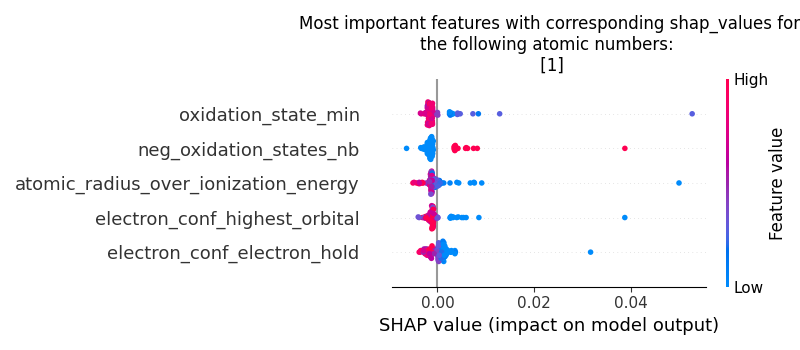 Most important features with corresponding shap_values for
the following atomic numbers:
[1]
High
oxidation_state_min
neg_oxidation_states_nb
atomic_radius_over_ionization_energy
electron_conf_highest_orbital
electron_conf_electron_hold
Feature value
Low
0.00 0.02 0.04
SHAP value (impact on model output)